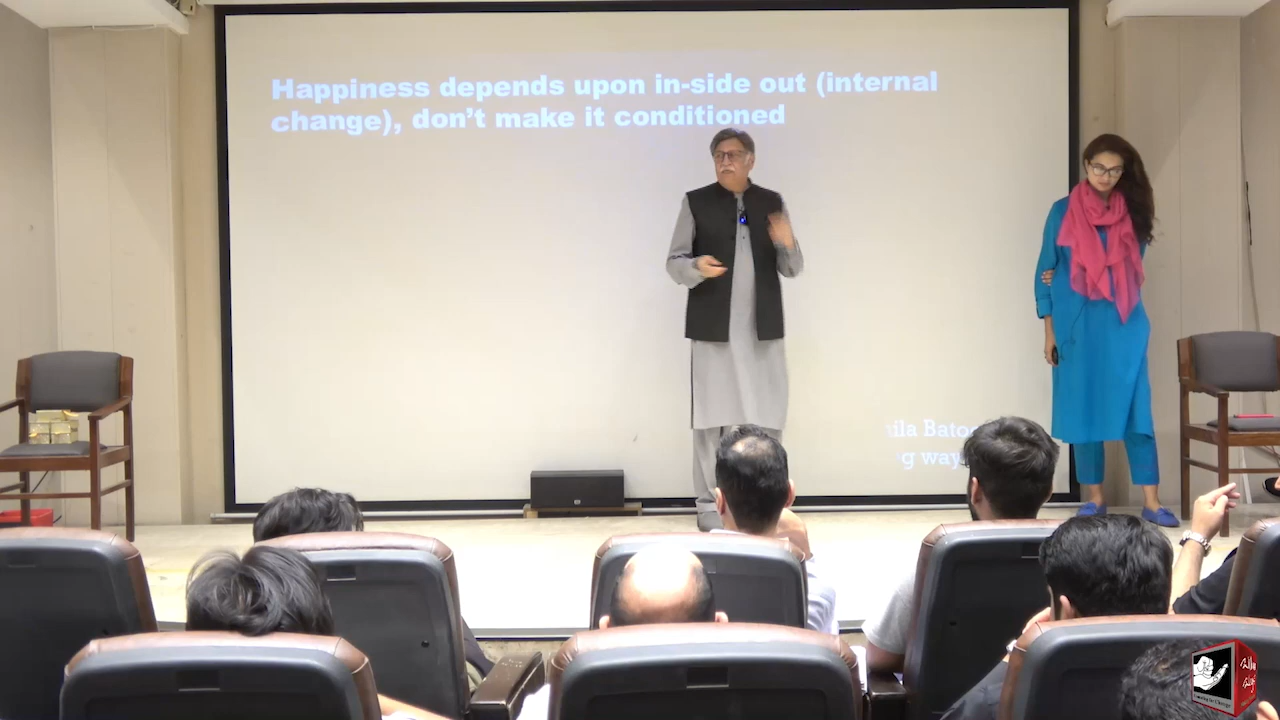 Happiness depends upon in-side out (internal
change), don't make it conditioned